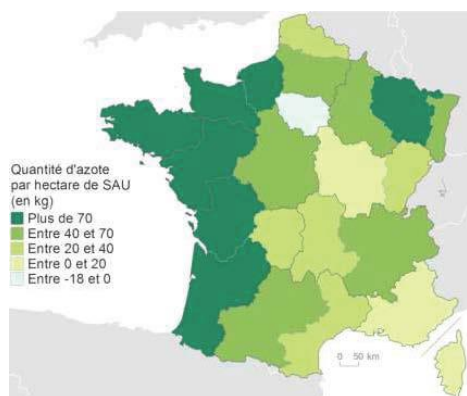 Quantité d'azote
par hectare de SAU
(en kg)
Plus de 70
Entre 40 et 70
Entre 20 et 40
Entre 0 et 20
Entre -18 et 0
0 50 km